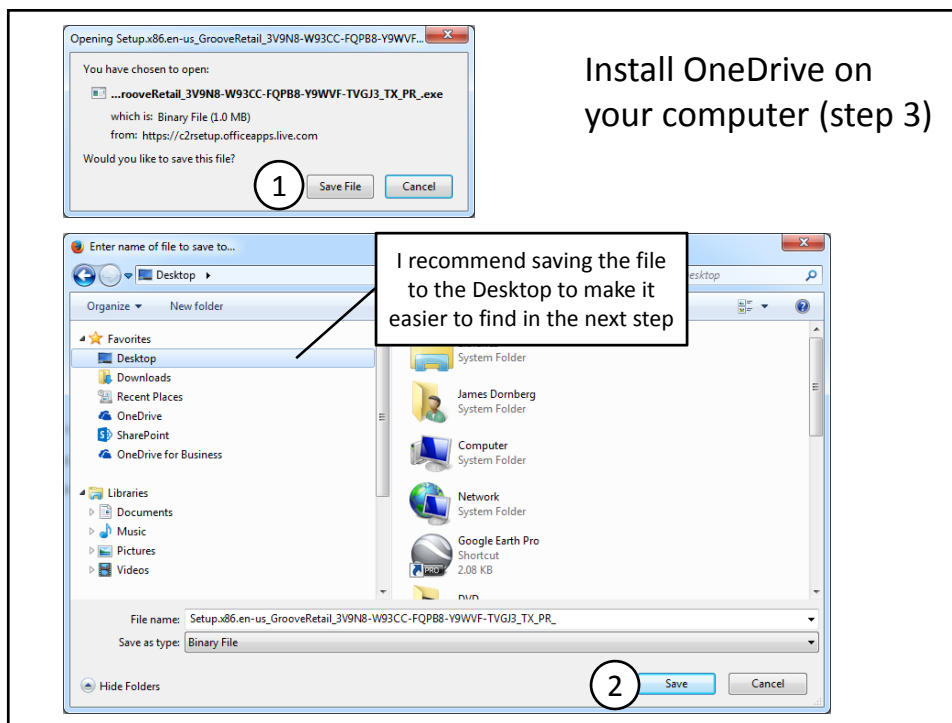 Opening Setup.x86.en-us_GrooveRetail_3V9N8-W93CC-FQPB8-Y9WVF...
You have chosen to open:
...rooveRetail_3V9N8-W93CC-FQPB8-Y9WVF-TVGJ3_TX_PR_.exe
which is: Binary File (1.0 MB)
from: https://c2rsetup.officeapps.live.com
Would you like to save this file?
1
Save File
Cancel
Install OneDrive on
your computer (step 3)
Enter name of file to save to...
Desktop
I recommend saving the file
to the Desktop to make it
easier to find in the next step
Organize
New folder
Favorites
Desktop
Downloads
Recent Places
OneDrive
SharePoint
OneDrive for Business
Libraries
Documents
Music
Pictures
Videos
System Folder
James Dornberg
System Folder
Computer
System Folder
Network
System Folder
Google Earth Pro
Shortcut
2.08 KB
PRO
File name: Setup.x86.en-us_GrooveRetail_3V9N8-W93CC-FQPB8-Y9WVF-TVGJ3_TX_PR_
Save as type: Binary File
Hide Folders
2
Save
Cancel